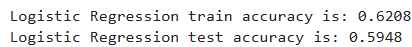 Logistic Regression train accuracy is: 0.6208
Logistic Regression test accuracy is: 0.5948